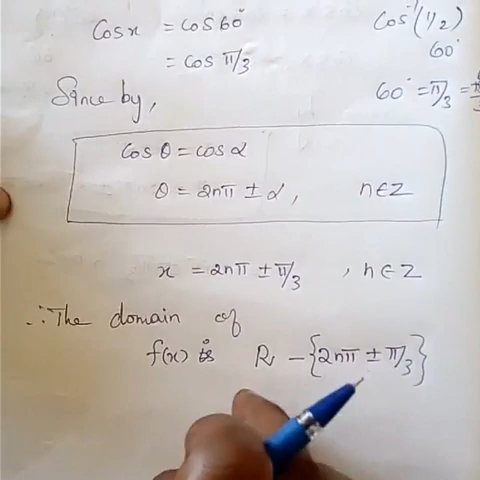 Cos x = cos 60°
= cos π/3
Cos⁻¹(1/2)
60°
60° = π/3 =
Since by,
Cos θ = cos α
θ = 2nπ ± α, n∈Z
x = 2nπ ± π/3 , n∈Z
∴ The domain of
f(x) is R - {2nπ ± π/3}